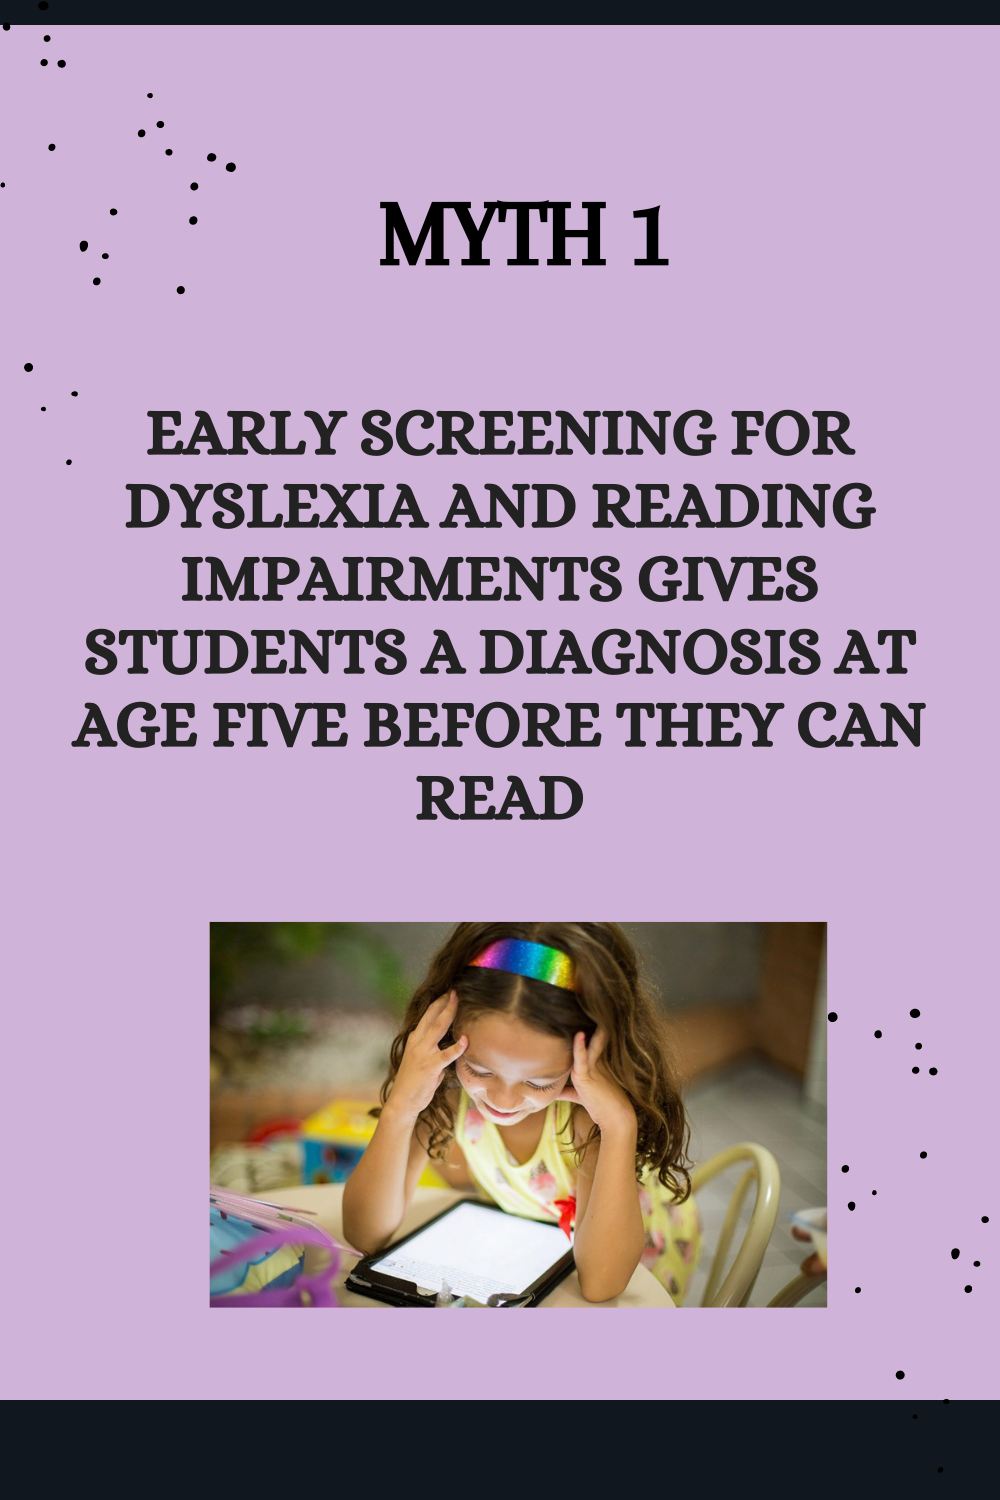 MYTH 1
EARLY SCREENING FOR
DYSLEXIA AND READING
IMPAIRMENTS GIVES
STUDENTS A DIAGNOSIS AT
AGE FIVE BEFORE THEY CAN
READ